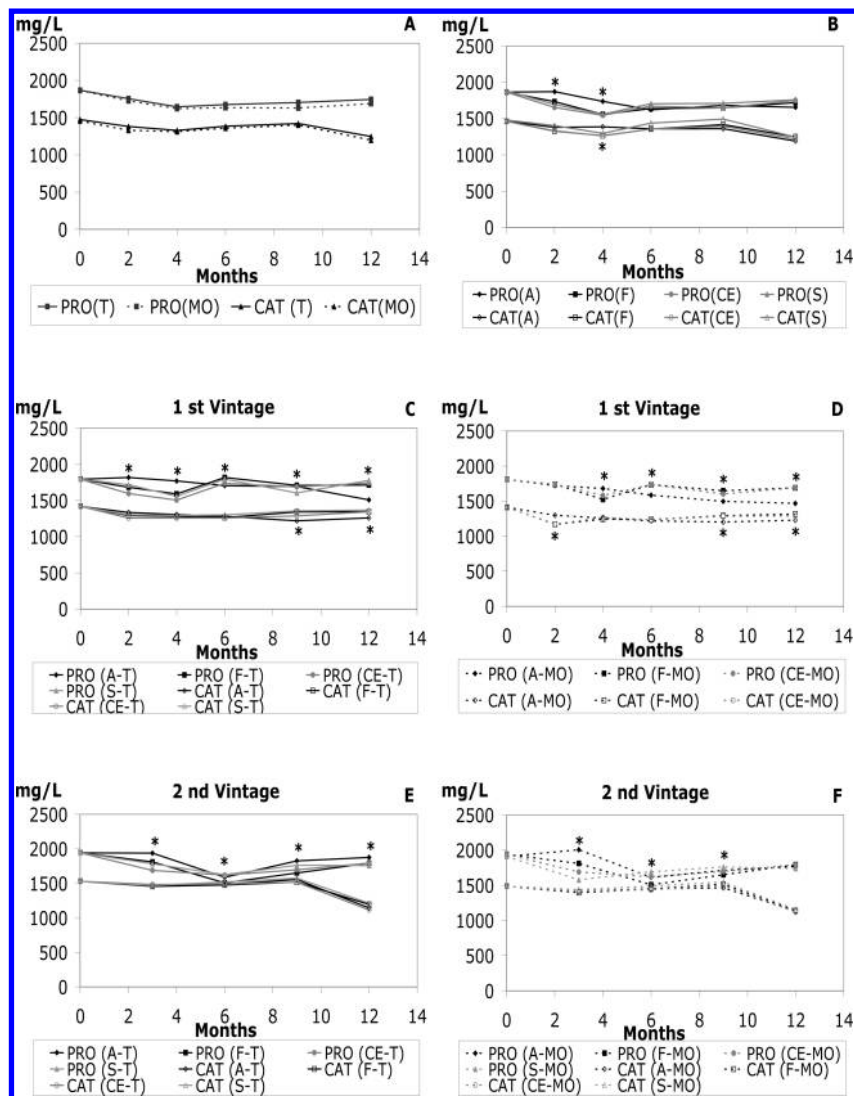 mg/L A
2500
2000
1500
1000
500
0
0 2 4 6 8 10 12 14
Months
PRO(T) PRO(MO) CAT (T) CAT(MO)
mg/L B
2500
2000
1500
1000
500
0
* *
*
0 2 4 6 8 10 12 14
Months
PRO(A) PRO(F) PRO(CE) PRO(S)
CAT(A) CAT(F) CAT(CE) CAT(S)
mg/L 1 st Vintage C
2500
2000
1500
1000
500
0
* * * * *
* *
0 2 4 6 8 10 12 14
Months
PRO (A-T) PRO (F-T) PRO (CE-T)
PRO (S-T) CAT (A-T) CAT (F-T)
CAT (CE-T) CAT (S-T)
mg/L 1 st Vintage D
2500
2000
1500
1000
500
0
* * * *
* * *
0 2 4 6 8 10 12 14
Months
PRO (A-MO) PRO (F-MO) PRO (CE-MO)
CAT (A-MO) CAT (F-MO) CAT (CE-MO)
mg/L 2 nd Vintage E
2500
2000
1500
1000
500
0
* * * *
0 2 4 6 8 10 12 14
Months
PRO (A-T) PRO (F-T) PRO (CE-T)
PRO (S-T) CAT (A-T) CAT (F-T)
CAT (CE-T) CAT (S-T)
mg/L 2 nd Vintage F
2500
2000
1500
1000
500
0
* * *
0 2 4 6 8 10 12 14
Months
PRO (A-MO) PRO (F-MO) PRO (CE-MO)
PRO (S-MO) CAT (A-MO) CAT (F-MO)
CAT (CE-MO) CAT (S-MO)